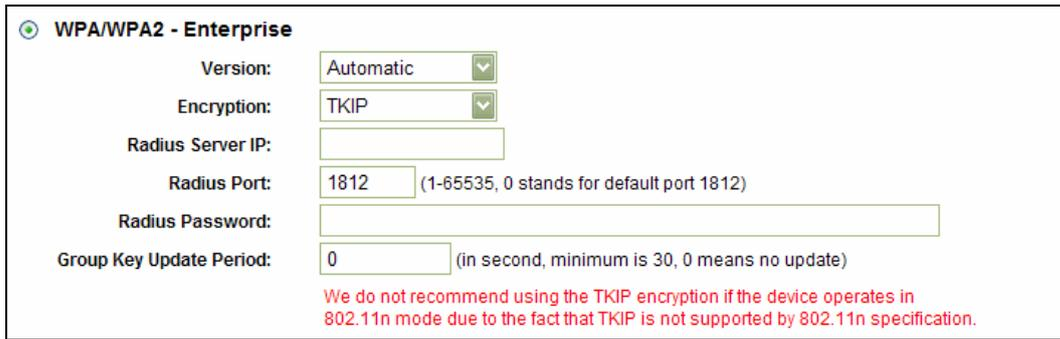 WPA/WPA2 - Enterprise
Version: Automatic
Encryption: TKIP
Radius Server IP:
Radius Port: 1812 (1-65535, 0 stands for default port 1812)
Radius Password:
Group Key Update Period: 0 (in second, minimum is 30, 0 means no update)
We do not recommend using the TKIP encryption if the device operates in
802.11n mode due to the fact that TKIP is not supported by 802.11n specification.